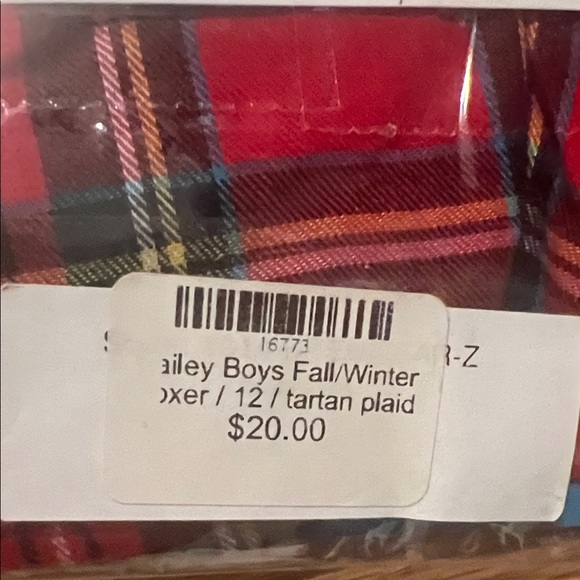 16773
ailey Boys Fall/Winter
oxer / 12 / tartan plaid
$20.00
R-Z